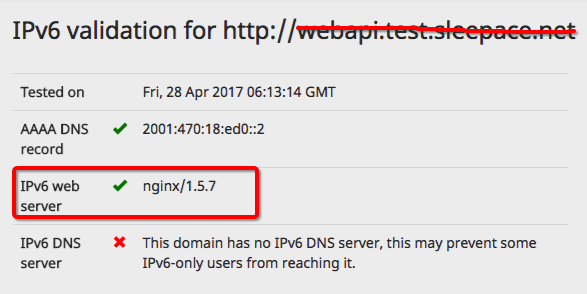 IPv6 validation for http://webapi.test.sleepace.net
Tested on Fri, 28 Apr 2017 06:13:14 GMT
AAAA DNS record 2001:470:18:ed0::2
IPv6 web server nginx/1.5.7
IPv6 DNS server This domain has no IPv6 DNS server, this may prevent some
IPv6-only users from reaching it.